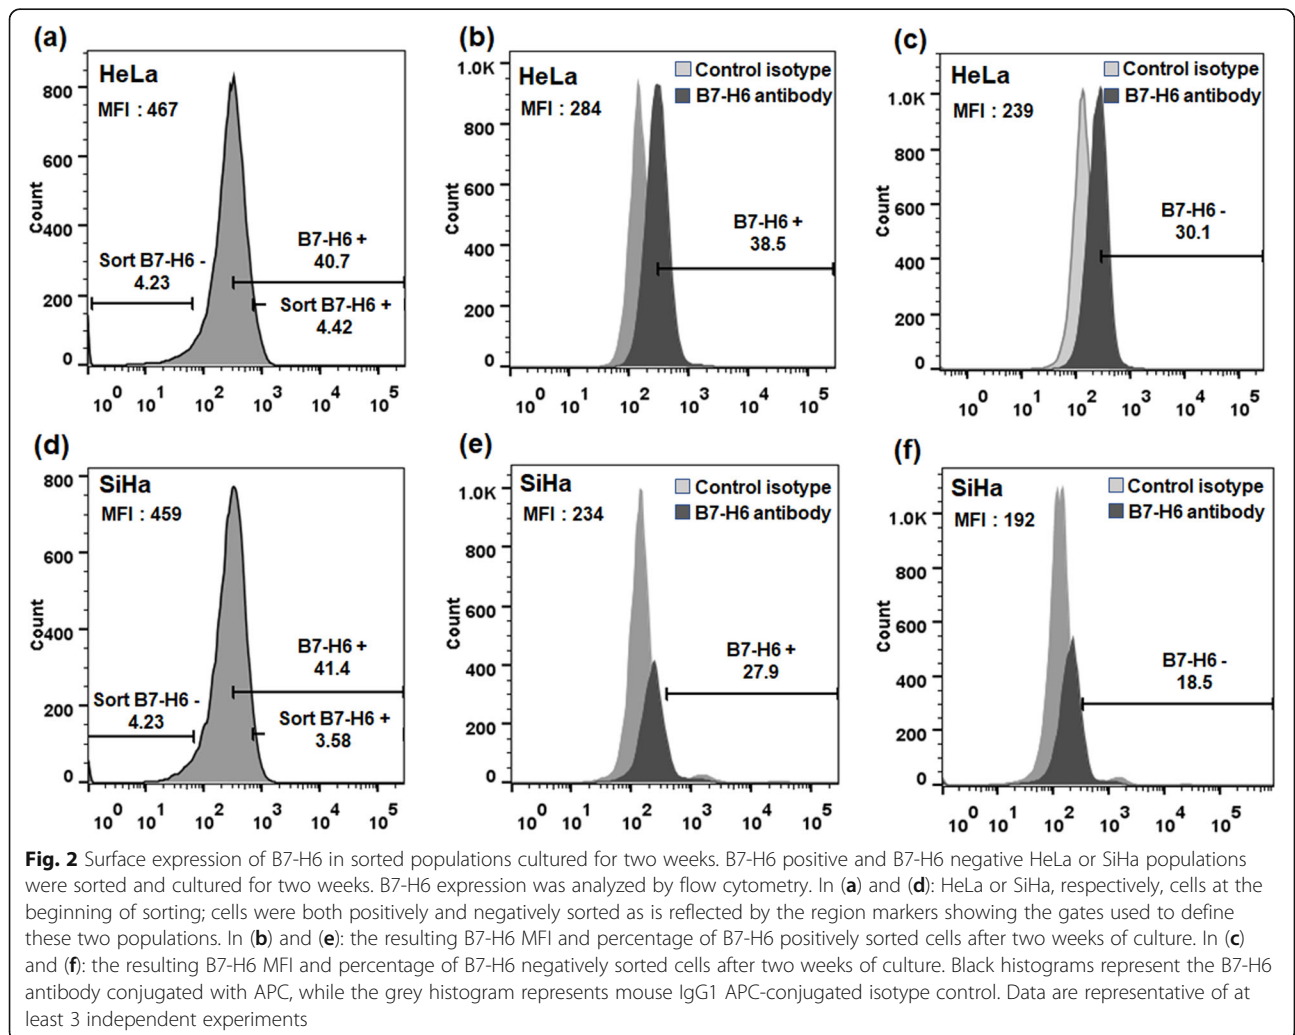 (a)
HeLa
MFI : 467
Count
800
600
400
200
0
Sort B7-H6 -
4.23
B7-H6 +
40.7
Sort B7-H6 +
4.42
10^0 10^1 10^2 10^3 10^4 10^5
(b)
HeLa
MFI : 284
Control isotype
B7-H6 antibody
Count
1.0K
800
600
400
200
0
B7-H6 +
38.5
10^0 10^1 10^2 10^3 10^4 10^5
(c)
HeLa
MFI : 239
Control isotype
B7-H6 antibody
Count
1.0K
800
600
400
200
0
B7-H6 -
30.1
10^0 10^1 10^2 10^3 10^4 10^5
(d)
SiHa
MFI : 459
Count
800
600
400
200
0
Sort B7-H6 -
4.23
B7-H6 +
41.4
Sort B7-H6 +
3.58
10^0 10^1 10^2 10^3 10^4 10^5
(e)
SiHa
MFI : 234
Control isotype
B7-H6 antibody
Count
1.0K
800
600
400
200
0
B7-H6 +
27.9
10^0 10^1 10^2 10^3 10^4 10^5
(f)
SiHa
MFI : 192
Control isotype
B7-H6 antibody
Count
1.0K
800
600
400
200
0
B7-H6 -
18.5
10^0 10^1 10^2 10^3 10^4 10^5
Fig. 2 Surface expression of B7-H6 in sorted populations cultured for two weeks. B7-H6 positive and B7-H6 negative HeLa or SiHa populations
were sorted and cultured for two weeks. B7-H6 expression was analyzed by flow cytometry. In (a) and (d): HeLa or SiHa, respectively, cells at the
beginning of sorting; cells were both positively and negatively sorted as is reflected by the region markers showing the gates used to define
these two populations. In (b) and (e): the resulting B7-H6 MFI and percentage of B7-H6 positively sorted cells after two weeks of culture. In (c)
and (f): the resulting B7-H6 MFI and percentage of B7-H6 negatively sorted cells after two weeks of culture. Black histograms represent the B7-H6
antibody conjugated with APC, while the grey histogram represents mouse IgG1 APC-conjugated isotype control. Data are representative of at
least 3 independent experiments